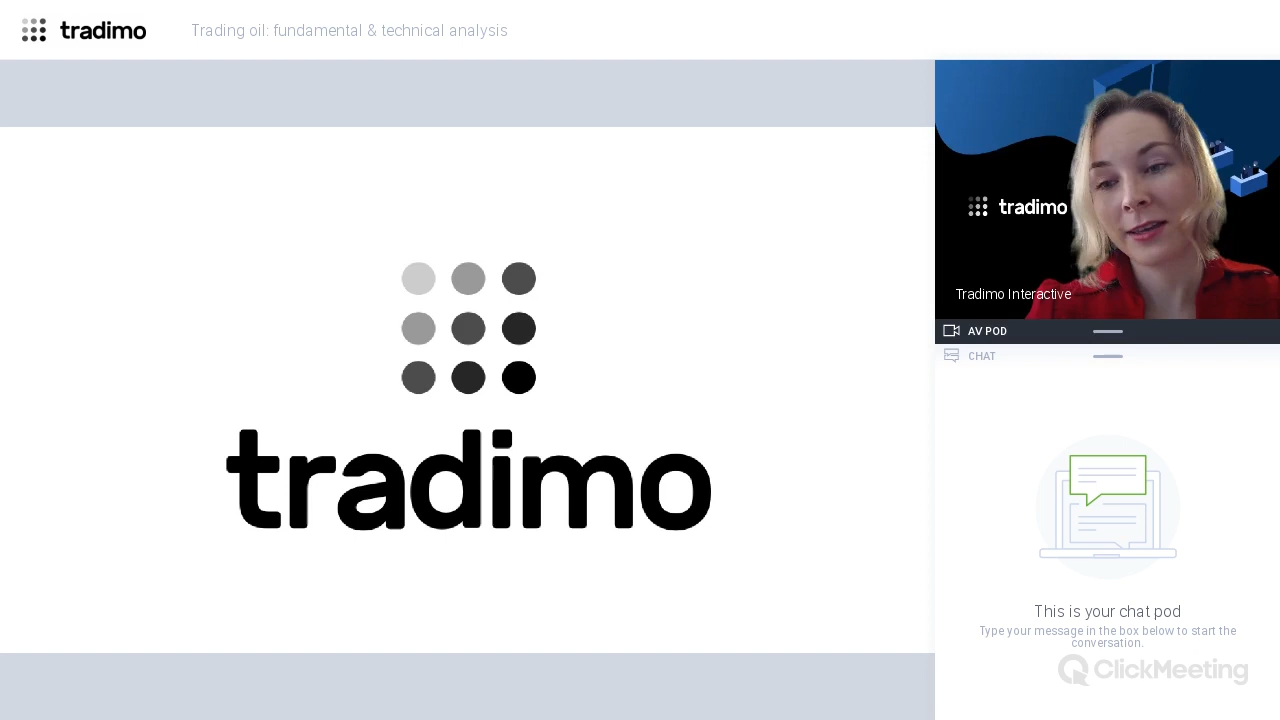 tradimo
Trading oil: fundamental & technical analysis
tradimo
tradimo
Tradimo Interactive
AV POD
CHAT
This is your chat pod
Type your message in the box below to start the
conversation.
ClickMeeting